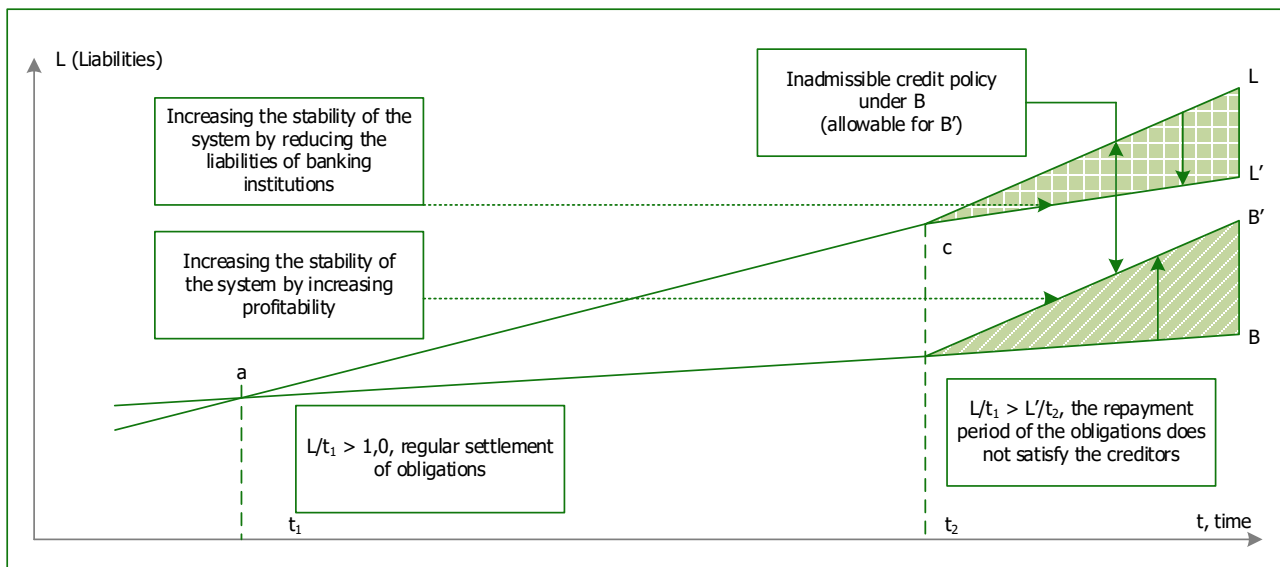 L (Liabilities)
Increasing the stability of the
system by reducing the
liabilities of banking
institutions
Inadmissible credit policy
under B
(allowable for B′)
L
L′
B′
Increasing the stability of
the system by increasing
profitability
c
B
a
L/t₁ > 1,0, regular settlement
of obligations
L/t₁ > L′/t₂, the repayment
period of the obligations does
not satisfy the creditors
t₁
t₂
t, time